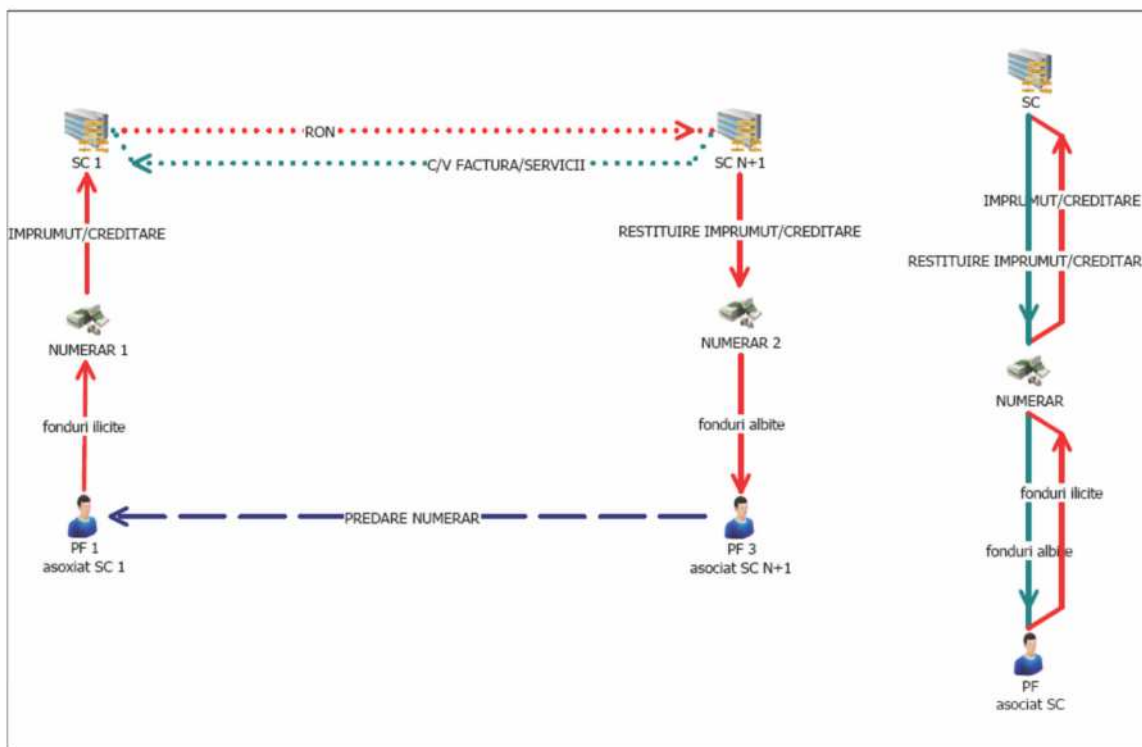 SC
RON
SC 1
C/V FACTURA/SERVICII
SC N+1
IMPRUMUT/CREDITARE
RESTITUIRE IMPRUMUT/CREDITARE
IMPRUMUT/CREDITARE
RESTITUIRE IMPRUMUT/CREDITAR
NUMERAR 1
NUMERAR 2
NUMERAR
fonduri ilicite
fonduri albite
fonduri ilicite
fonduri albite
PREDARE NUMERAR
PF 1
asoxiat SC 1
PF 3
asociat SC N+1
PF
asociat SC